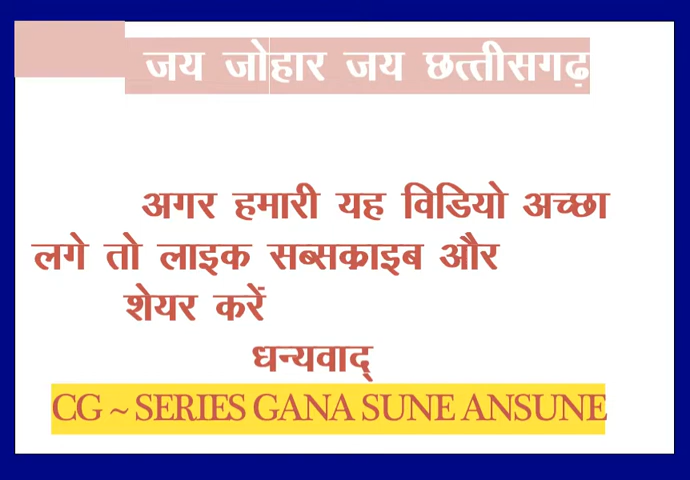 जय जोहार जय छत्तीसगढ़
अगर हमारी यह विडियो अच्छा
लगे तो लाइक सब्सक्राइब और
शेयर करें
धन्यवाद्
CG ~ SERIES GANA SUNE ANSUNE